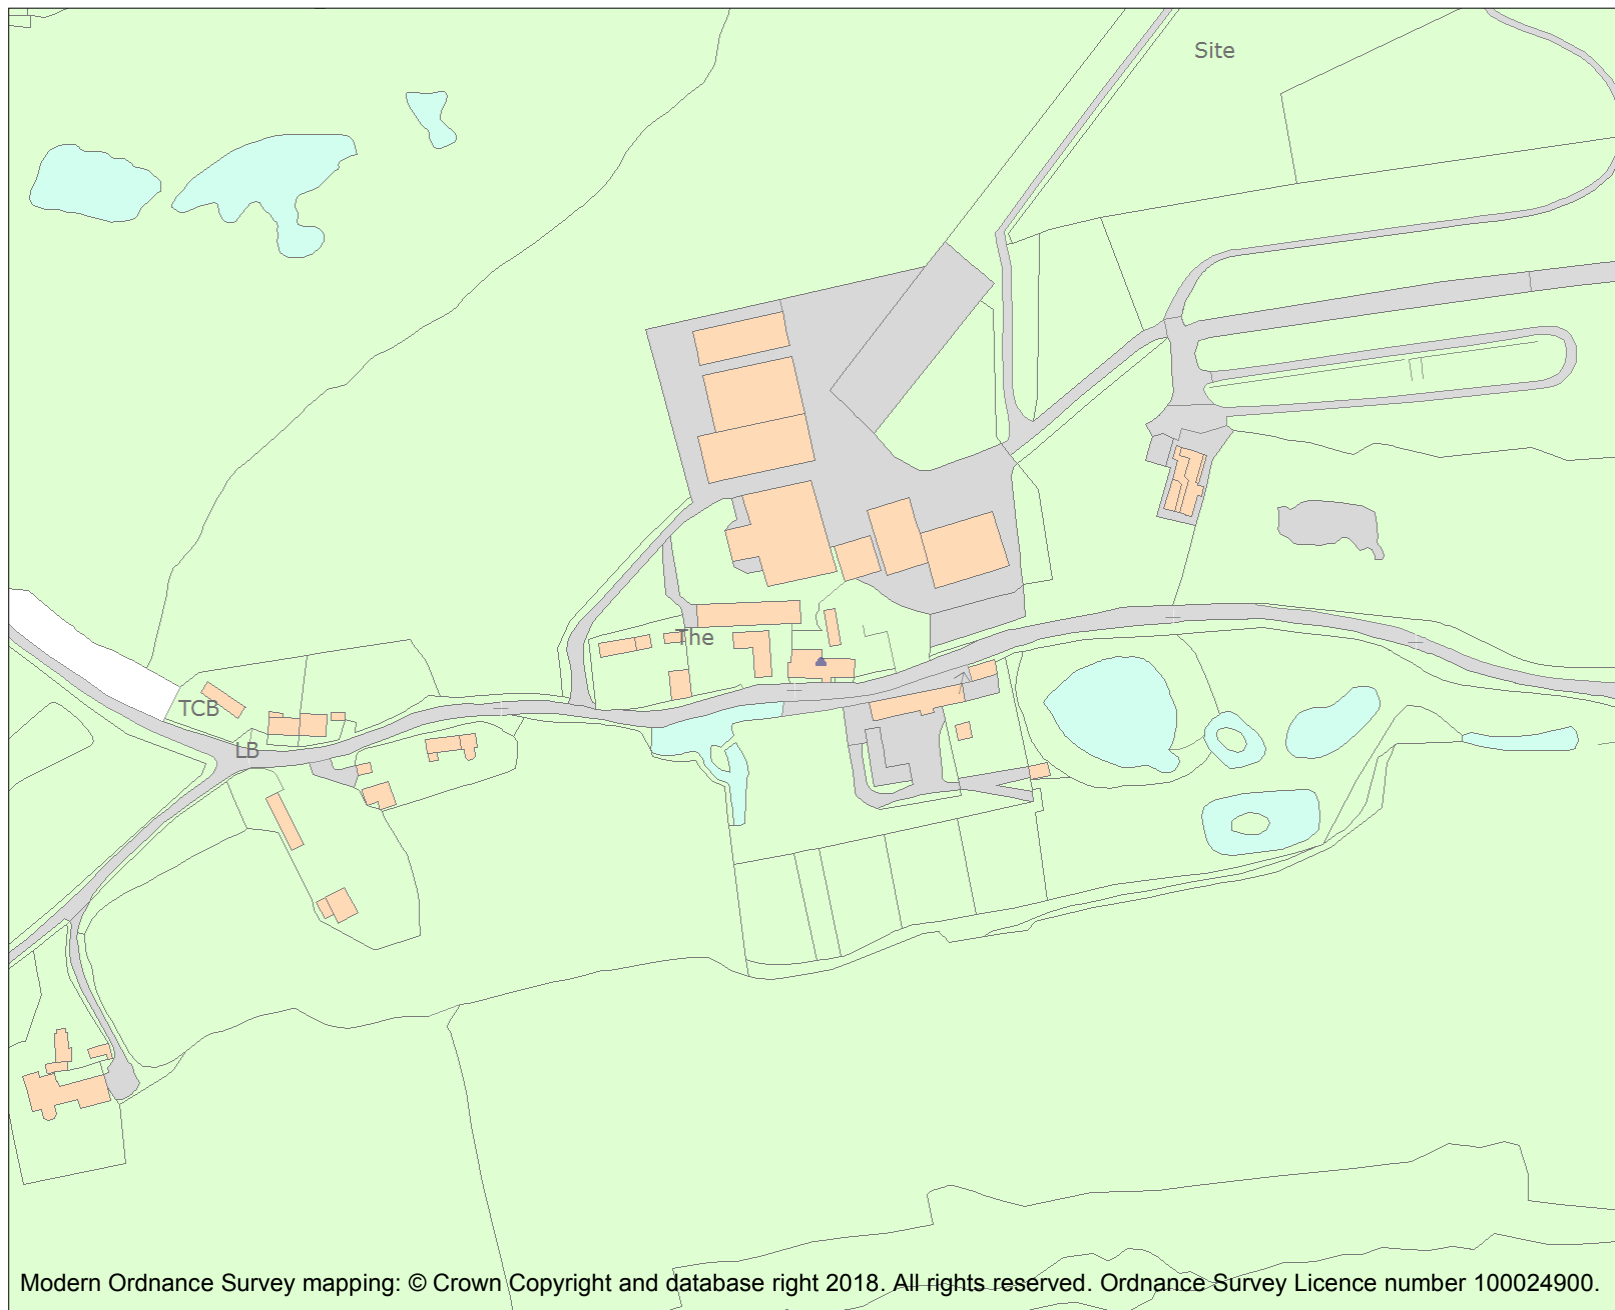 Site
The
TCB
LB
Modern Ordnance Survey mapping: © Crown Copyright and database right 2018. All rights reserved. Ordnance Survey Licence number 100024900.